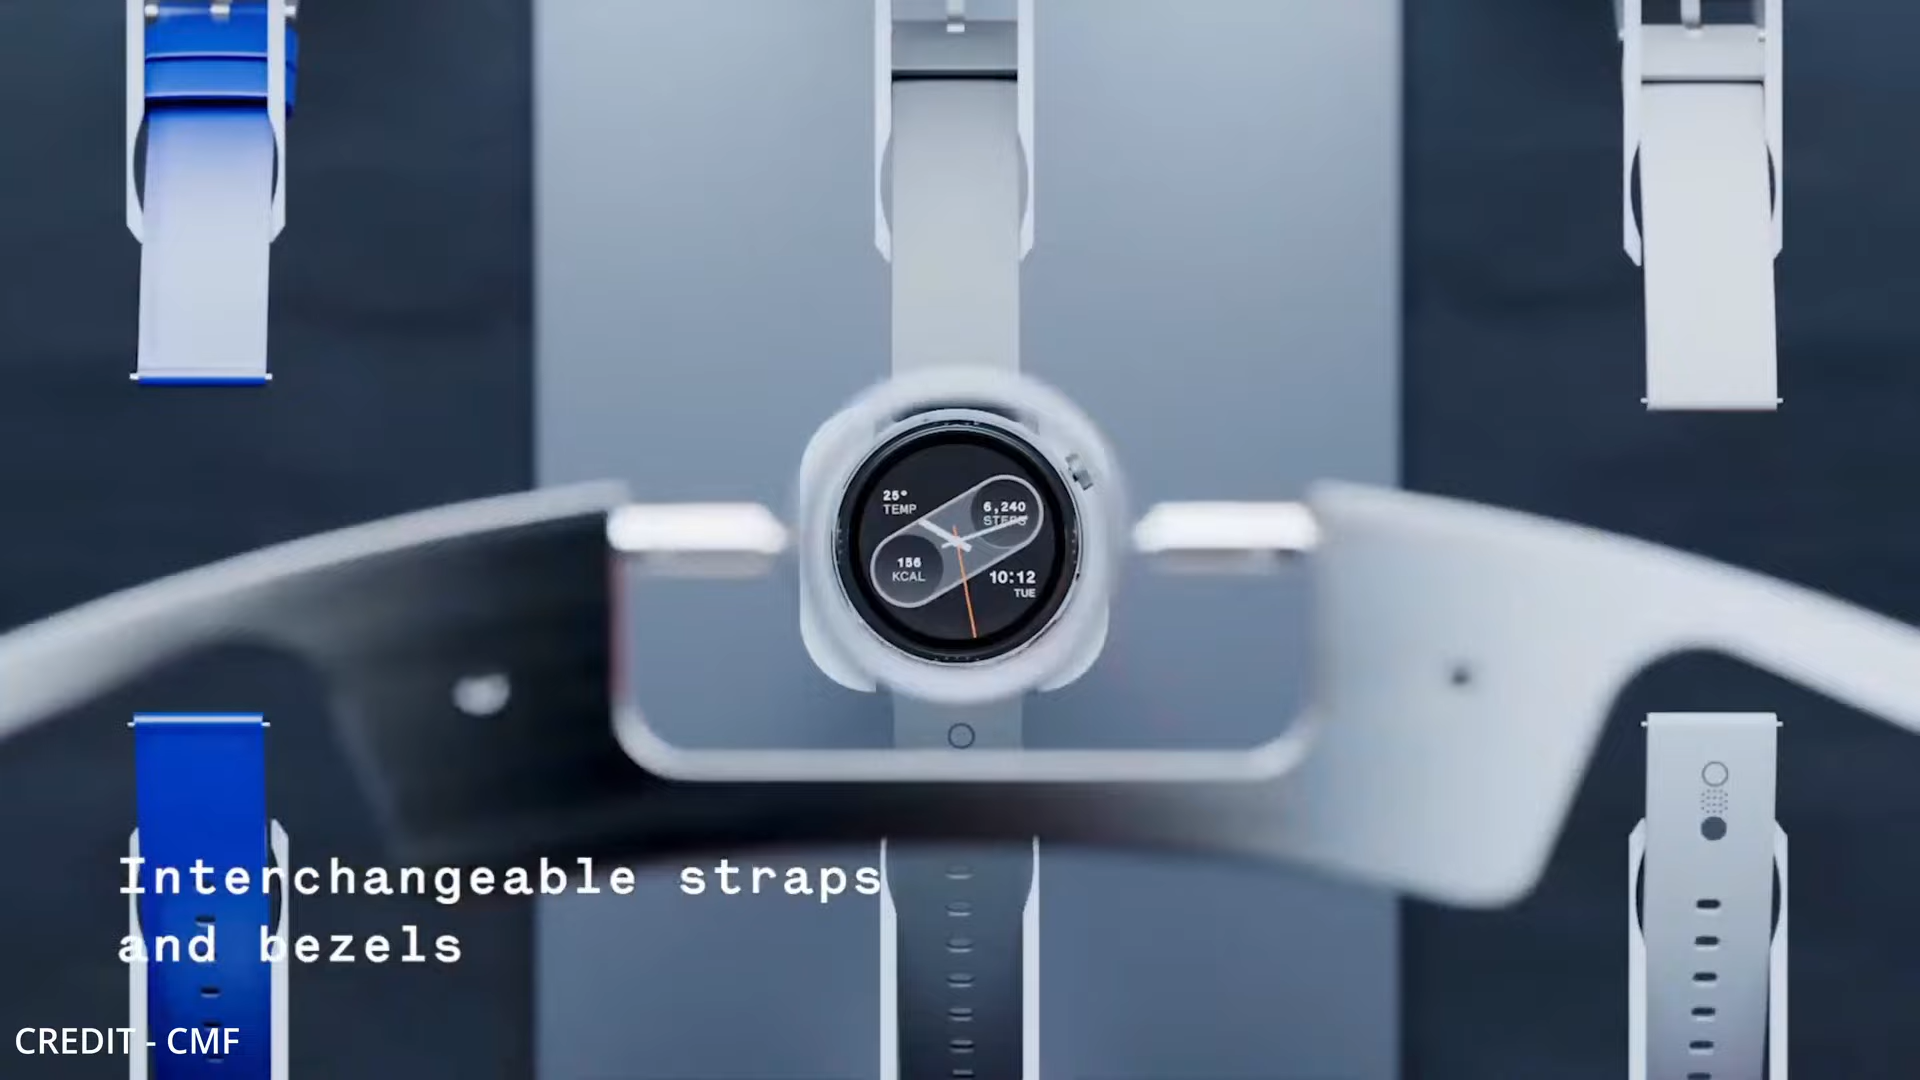 25°
TEMP
6,240
STEPS
156
KCAL
10:12
TUE
Interchangeable straps
and bezels
CREDIT - CMF